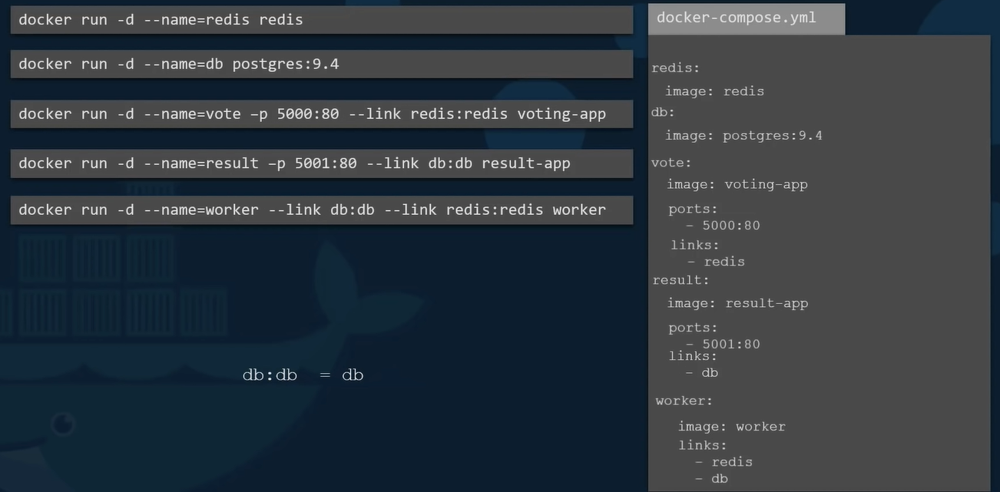 docker run -d --name=redis redis
docker run -d --name=db postgres:9.4
docker run -d --name=vote –p 5000:80 --link redis:redis voting-app
docker run -d --name=result –p 5001:80 --link db:db result-app
docker run -d --name=worker --link db:db --link redis:redis worker
db:db = db
docker-compose.yml
redis:
image: redis
db:
image: postgres:9.4
vote:
image: voting-app
ports:
- 5000:80
links:
- redis
result:
image: result-app
ports:
- 5001:80
links:
- db
worker:
image: worker
links:
- redis
- db